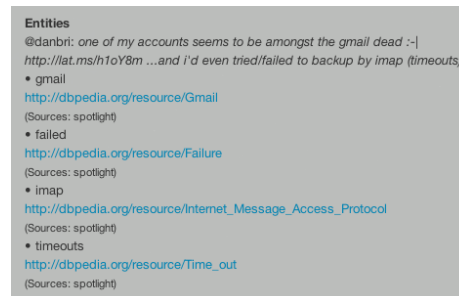 Entities
@danbri: one of my accounts seems to be amongst the gmail dead :-|
http://lat.ms/h1oY8m ...and i'd even tried/failed to backup by imap (timeouts,
• gmail
http://dbpedia.org/resource/Gmail
(Sources: spotlight)
• failed
http://dbpedia.org/resource/Failure
(Sources: spotlight)
• imap
http://dbpedia.org/resource/Internet_Message_Access_Protocol
(Sources: spotlight)
• timeouts
http://dbpedia.org/resource/Time_out
(Sources: spotlight)